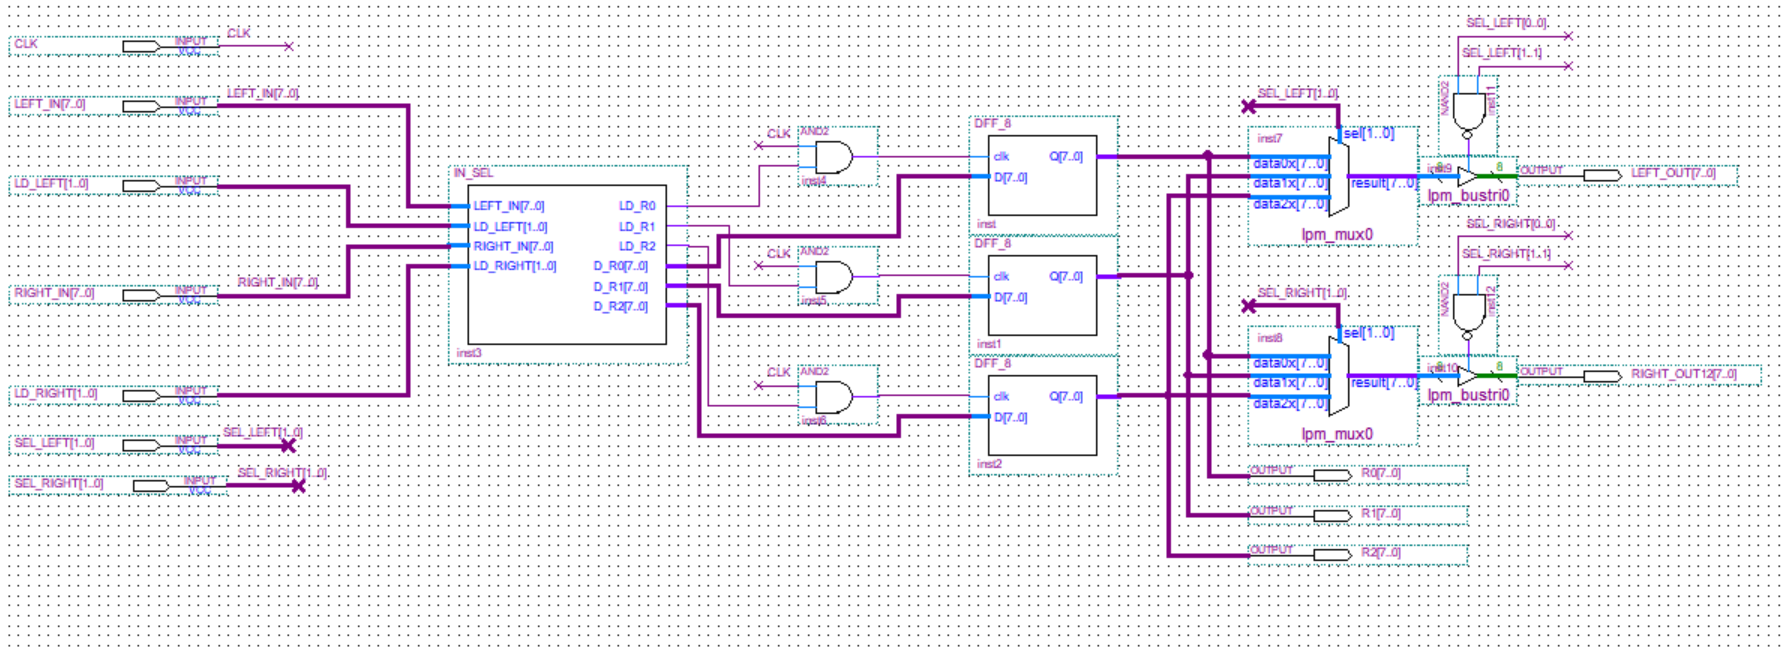 CLK
INPUT
VCC
CLK
LEFT_IN[7..0]
INPUT
VCC
LEFT_IN[7..0]
LD_LEFT[1..0]
INPUT
VCC
RIGHT_IN[7..0]
INPUT
VCC
RIGHT_IN[7..0]
LD_RIGHT[1..0]
INPUT
VCC
SEL_LEFT[1..0]
INPUT
VCC
SEL_LEFT[1..0]
SEL_RIGHT[1..0]
INPUT
VCC
SEL_RIGHT[1..0]
IN_SEL
LEFT_IN[7..0]
LD_LEFT[1..0]
RIGHT_IN[7..0]
LD_RIGHT[1..0]
LD_R0
LD_R1
LD_R2
D_R0[7..0]
D_R1[7..0]
D_R2[7..0]
inst3
CLK
AND2
inst4
CLK
AND2
inst5
CLK
AND2
inst6
DFF_8
clk
Q[7..0]
D[7..0]
inst
DFF_8
clk
Q[7..0]
D[7..0]
inst1
DFF_8
clk
Q[7..0]
D[7..0]
inst2
SEL_LEFT[1..0]
inst7
sel[1..0]
data0x[7..0]
data1x[7..0]
data2x[7..0]
result[7..0]
lpm_mux0
SEL_RIGHT[1..0]
inst8
sel[1..0]
data0x[7..0]
data1x[7..0]
data2x[7..0]
result[7..0]
lpm_mux0
SEL_LEFT[0..0]
SEL_LEFT[1..1]
NAND2
inst11
inst9
8
lpm_bustri0
OUTPUT
LEFT_OUT[7..0]
SEL_RIGHT[0..0]
SEL_RIGHT[1..1]
NAND2
inst12
inst10
8
lpm_bustri0
OUTPUT
RIGHT_OUT12[7..0]
OUTPUT
R0[7..0]
OUTPUT
R1[7..0]
OUTPUT
R2[7..0]